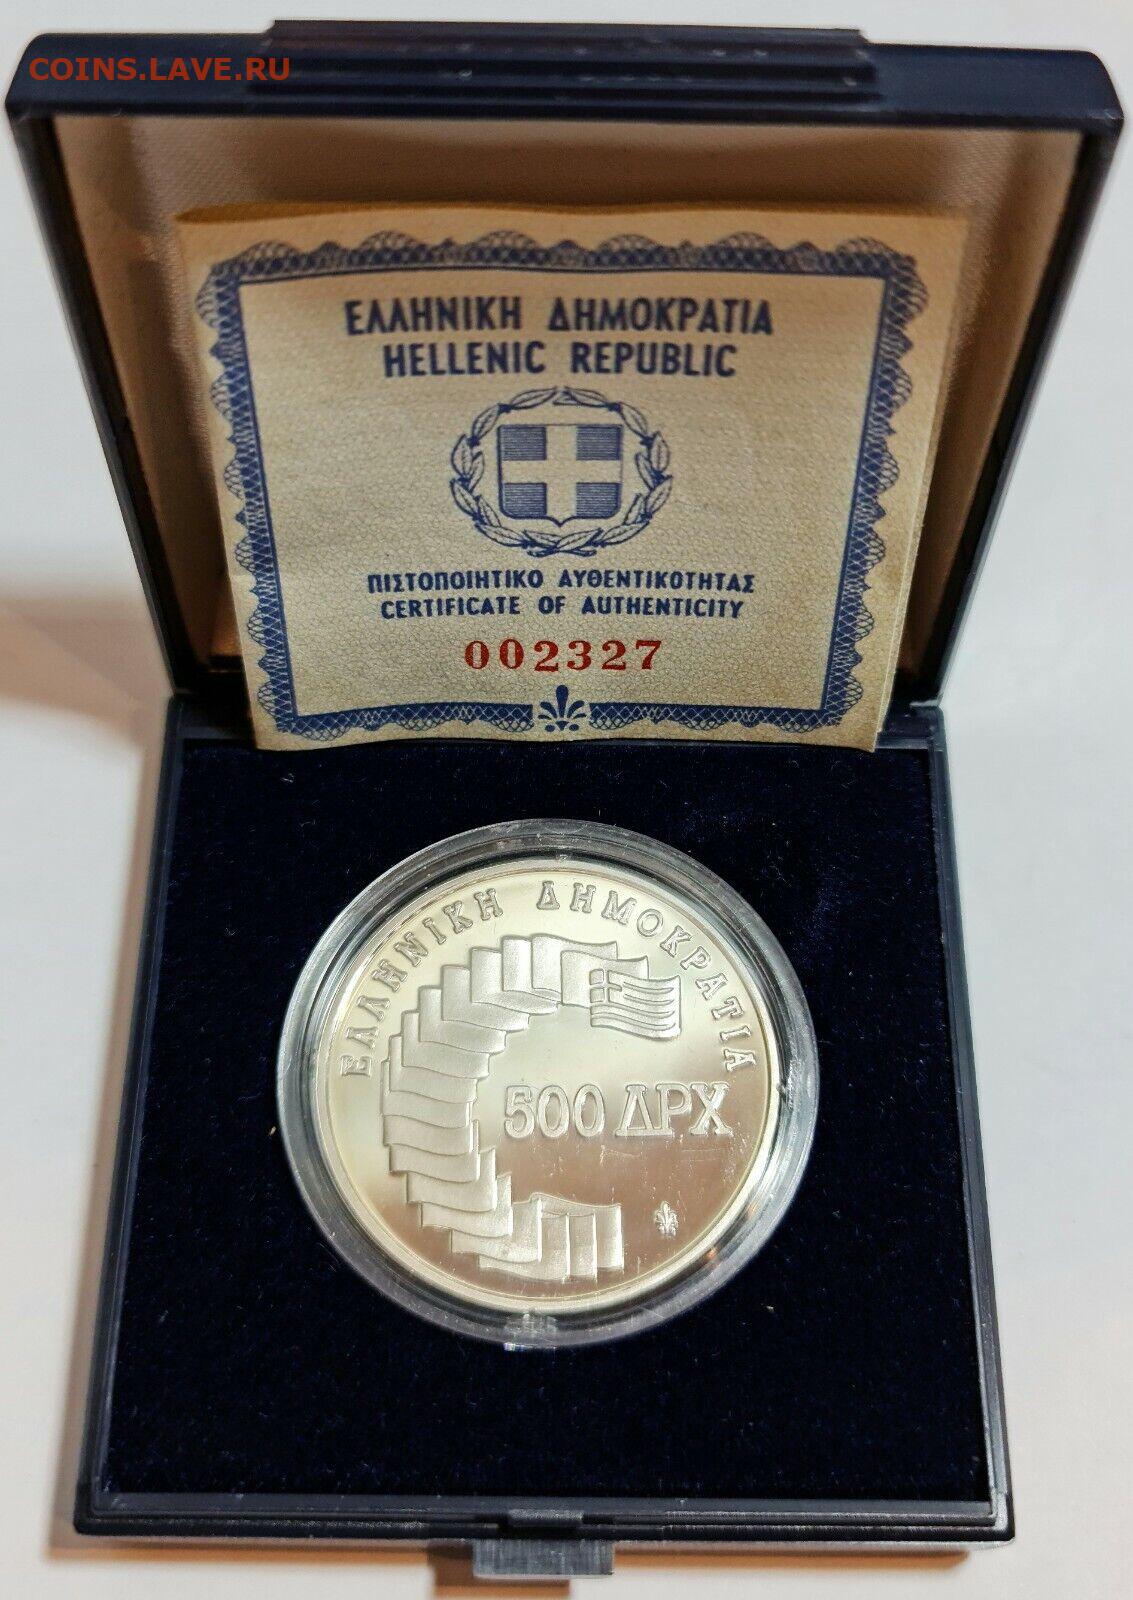 COINS.LAVE.RU
ΕΛΛΗΝΙΚΗ ΔΗΜΟΚΡΑΤΙΑ
HELLENIC REPUBLIC
ΠΙΣΤΟΠΟΙΗΤΙΚΟ ΑΥΘΕΝΤΙΚΟΤΗΤΑΣ
CERTIFICATE OF AUTHENTICITY
002327
ΕΛΛΗΝΙΚΗ ΔΗΜΟΚΡΑΤΙΑ
500 ΔΡΧ